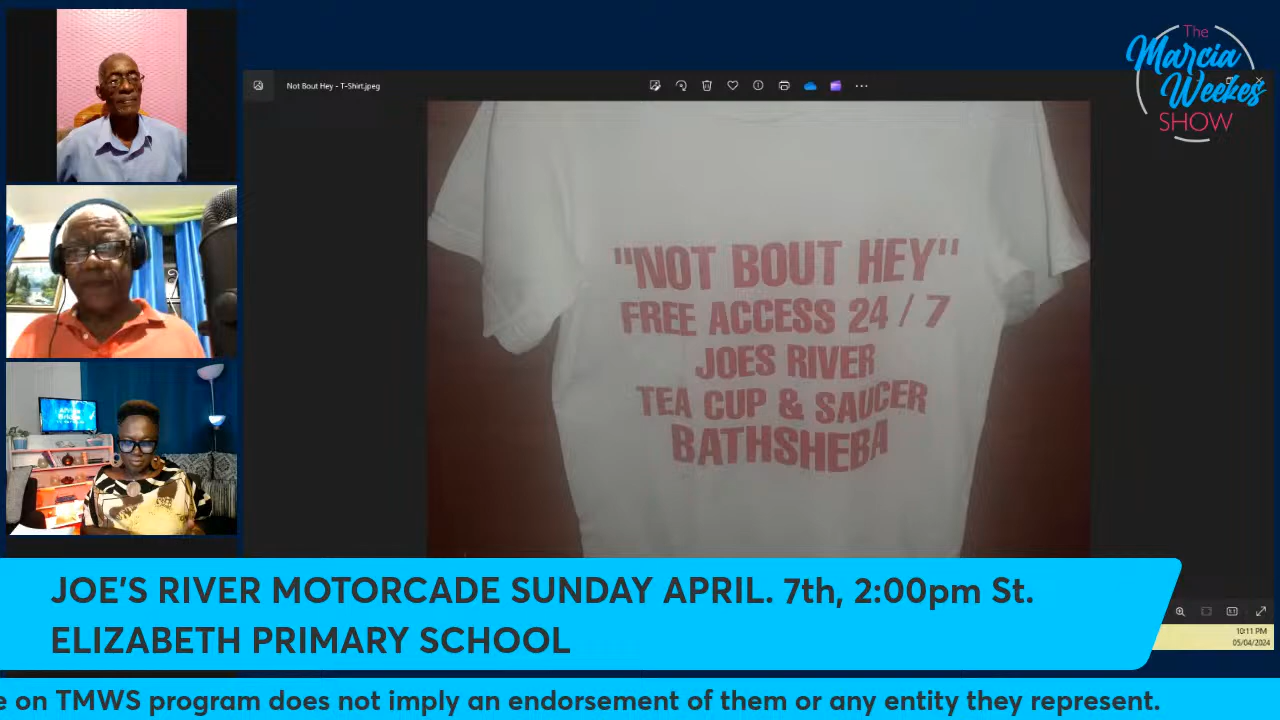 The
Marcia
Weekes
SHOW
Not Bout Hey - T-Shirt.jpeg
"NOT BOUT HEY"
FREE ACCESS 24 / 7
JOES RIVER
TEA CUP & SAUCER
BATHSHEBA
JOE'S RIVER MOTORCADE SUNDAY APRIL. 7th, 2:00pm St.
ELIZABETH PRIMARY SCHOOL
10:11 PM
05/04/2024
e on TMWS program does not imply an endorsement of them or any entity they represent.